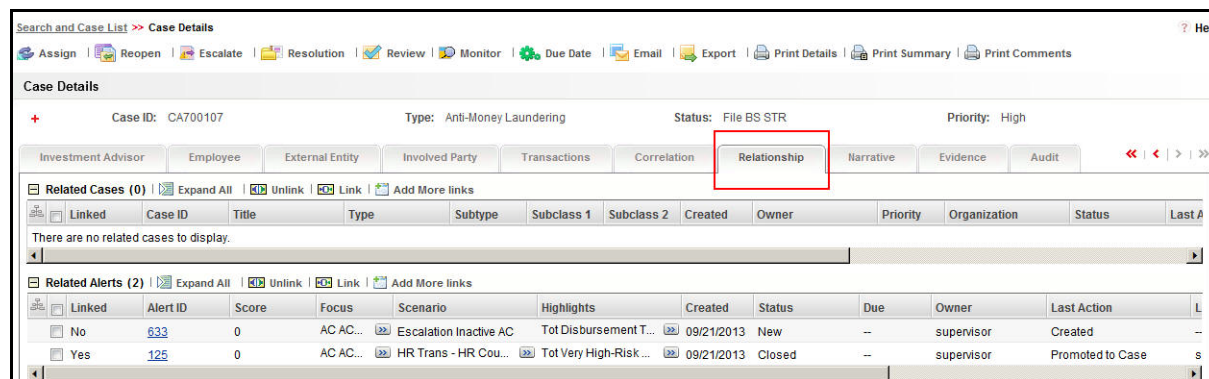 Search and Case List >> Case Details ? He
Assign | Reopen | Escalate | Resolution | Review | Monitor | Due Date | Email | Export | Print Details | Print Summary | Print Comments
Case Details
+ Case ID: CA700107 Type: Anti-Money Laundering Status: File BS STR Priority: High
Investment Advisor Employee External Entity Involved Party Transactions Correlation Relationship Narrative Evidence Audit
Related Cases (0) | Expand All | Unlink | Link | Add More links
Linked Case ID Title Type Subtype Subclass 1 Subclass 2 Created Owner Priority Organization Status Last A
There are no related cases to display.
Related Alerts (2) | Expand All | Unlink | Link | Add More links
Linked Alert ID Score Focus Scenario Highlights Created Status Due Owner Last Action L
No 633 0 AC AC... Escalation Inactive AC Tot Disbursement T... 09/21/2013 New -- supervisor Created --
Yes 125 0 AC AC... HR Trans - HR Cou... Tot Very High-Risk ... 09/21/2013 Closed -- supervisor Promoted to Case s